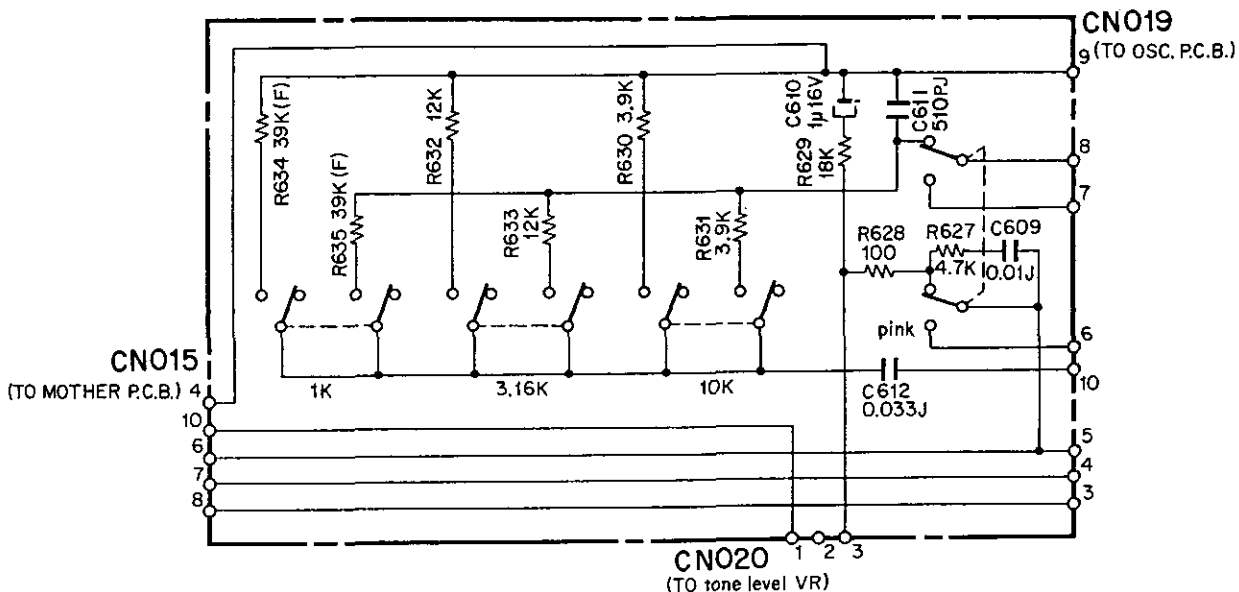 CN019
9 (TO OSC. P.C.B.)
R634 39K (F)
R632 12K
R630 3.9K
C610
1µ16V
C611
510PJ
R629
18K
8
7
R635 39K (F)
R633
12K
R631
3.9K
R628
100
R627
4.7K
C609
0.01J
pink
6
CN015
(TO MOTHER P.C.B.) 4
1K
3.16K
10K
C612
0.033J
10
10
6
7
8
5
4
3
CN020
1
2
3
(TO tone level VR)